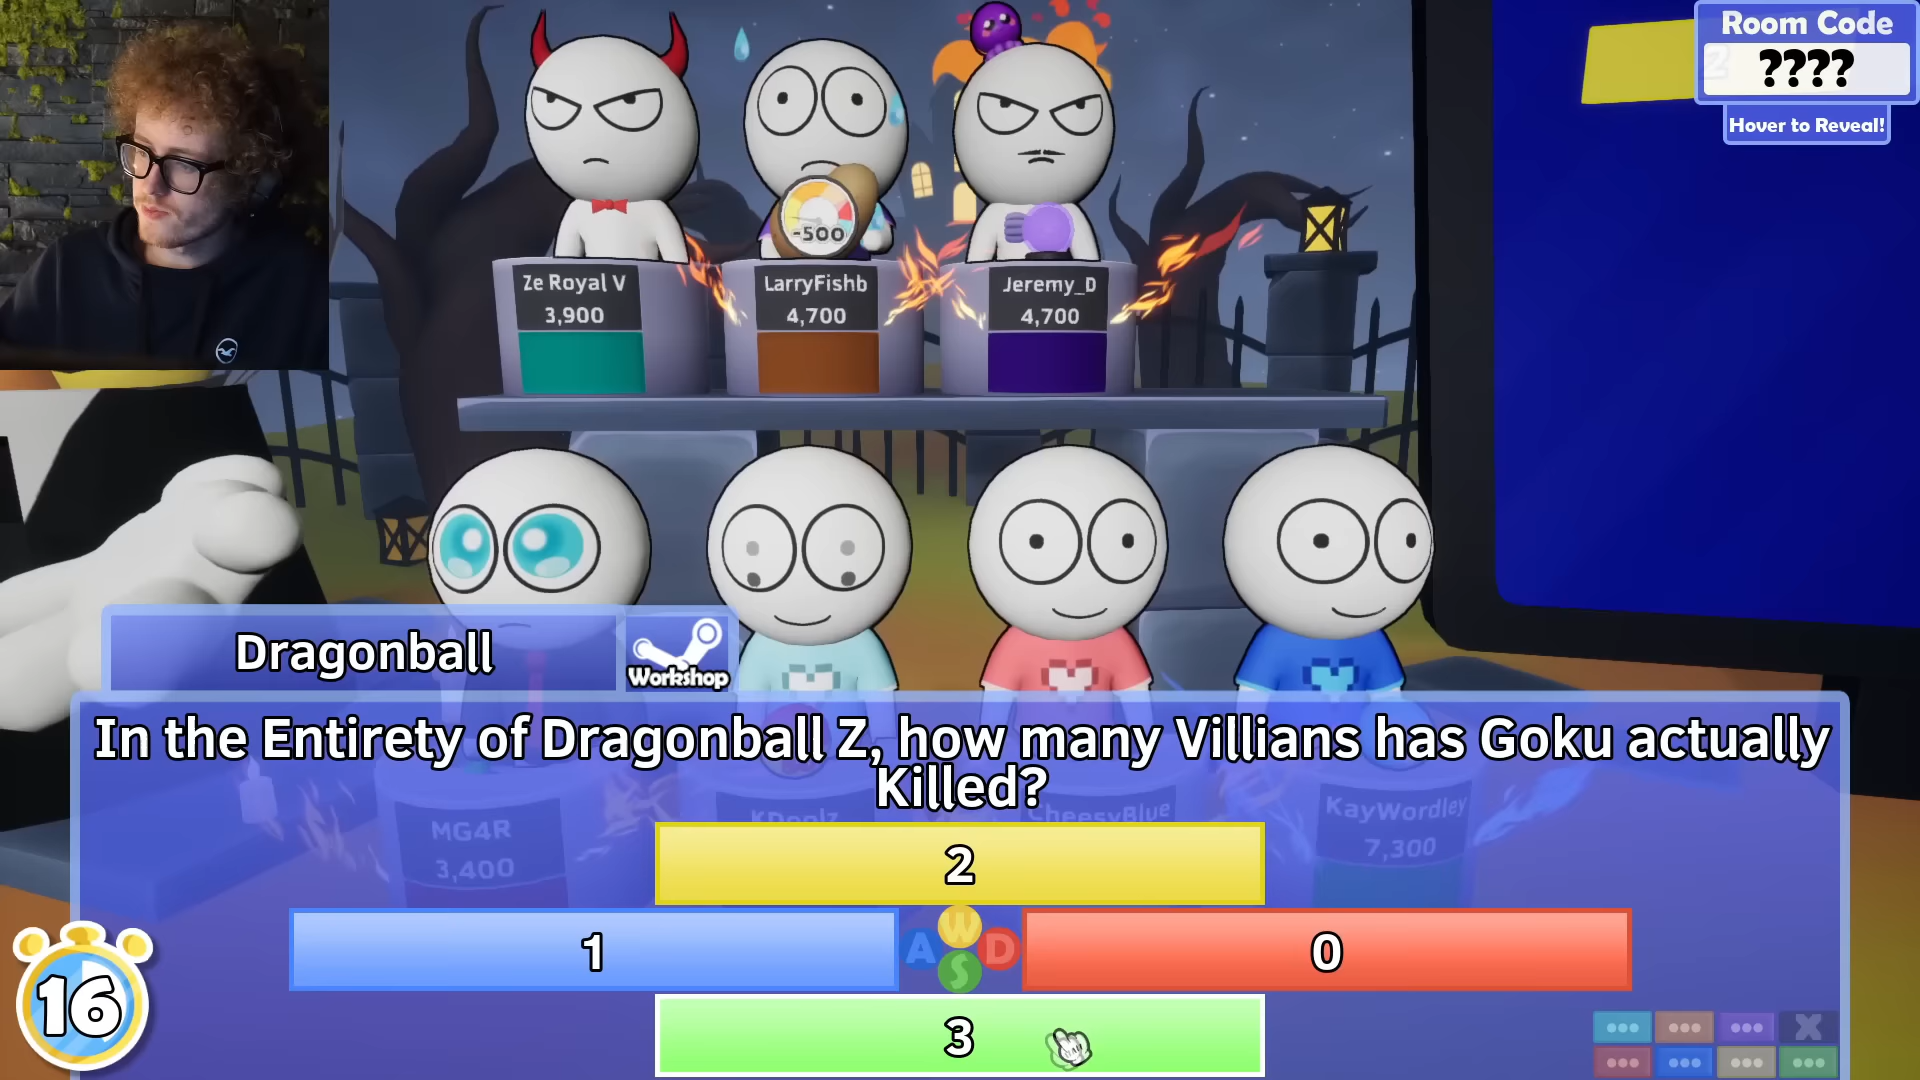 Room Code
????
Hover to Reveal!
-500
Ze Royal V
3,900
LarryFishb
4,700
Jeremy_D
4,700
Dragonball
Workshop
In the Entirety of Dragonball Z, how many Villians has Goku actually
Killed?
MG4R
3,400
KDoolz
CheesyBlue
KayWordley
7,300
2
1
A
W
D
S
0
3
16
X